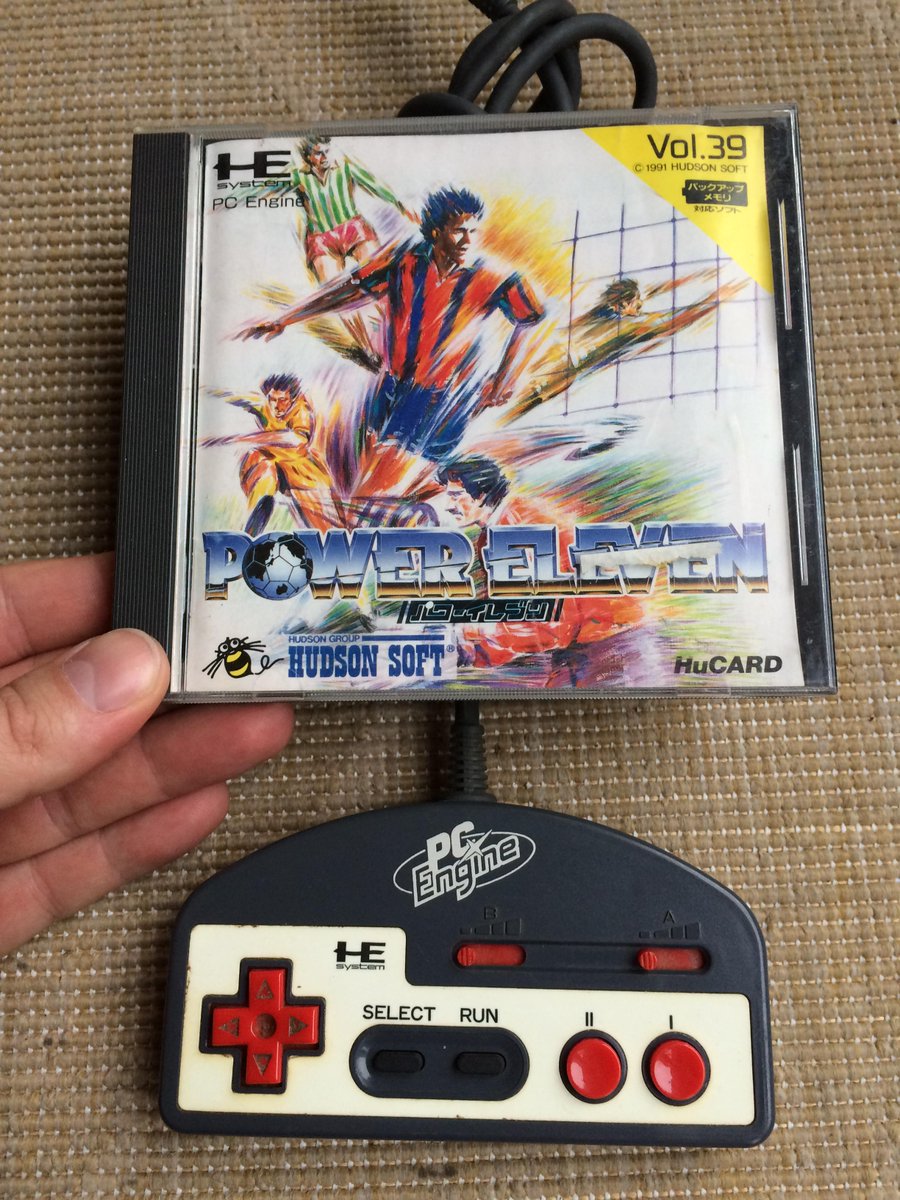 HE
system
PC Engine
Vol.39
© 1991 HUDSON SOFT
バックアップ
メモリ
対応ソフト
POWER ELEVEN
パワーイレブン
HUDSON GROUP
HUDSON SOFT®
HuCARD
PC
Engine
B
A
HE
system
SELECT
RUN
II
I